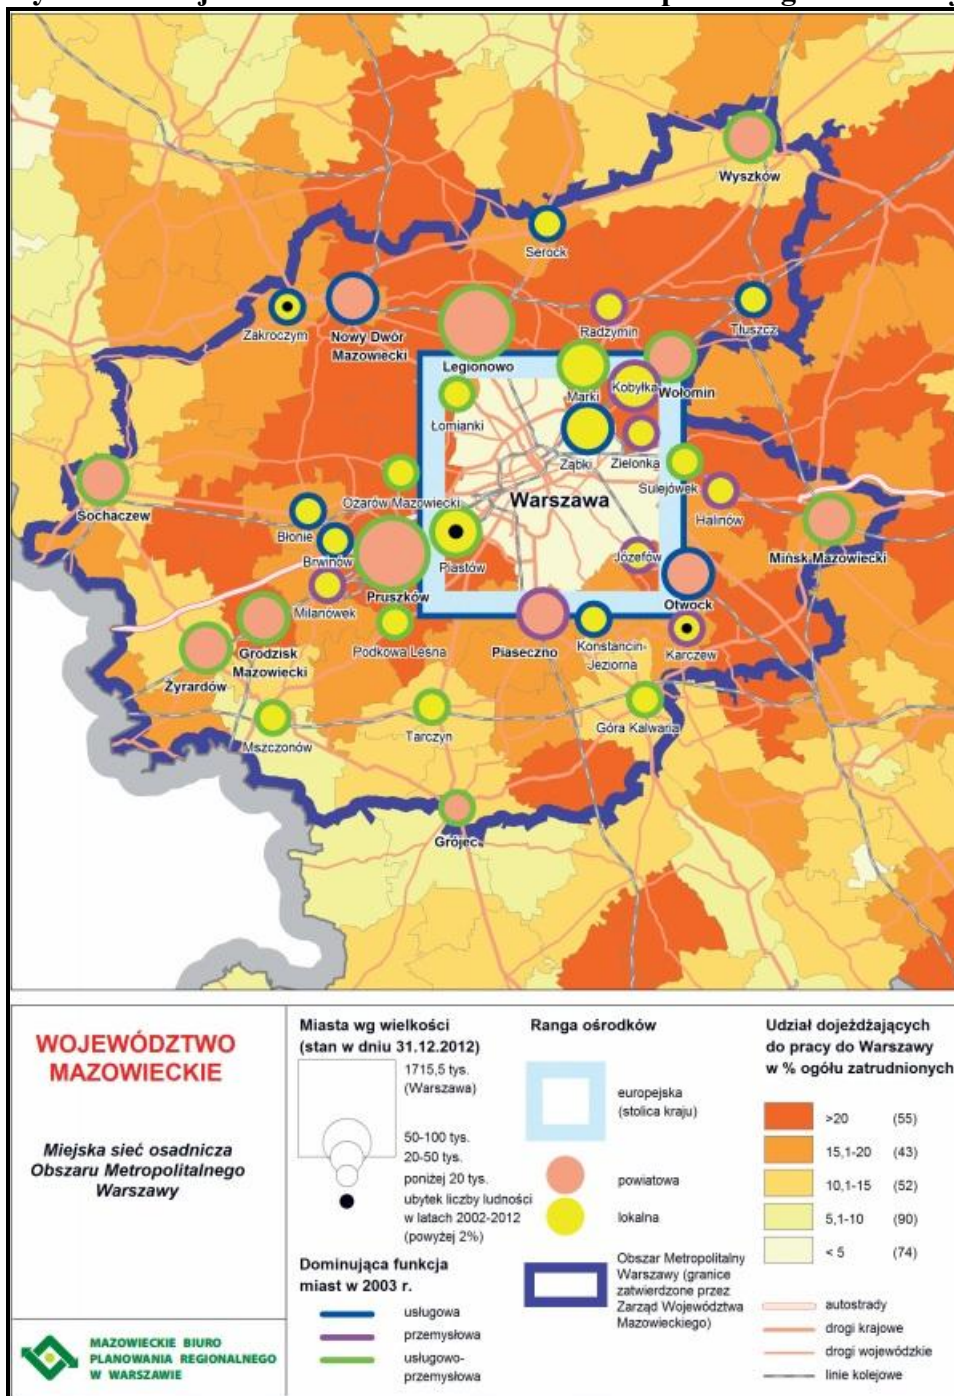 Wyszków
Serock
Zakroczym
Nowy Dwór
Mazowiecki
Radzymin
Tłuszcz
Legionowo
Marki
Kobyłka
Wołomin
Łomianki
Ząbki
Zielonka
Sulejówek
Ożarów Mazowiecki
Warszawa
Halinów
Sochaczew
Błonie
Brwinów
Piastów
Józefów
Mińsk Mazowiecki
Milanówek
Pruszków
Otwock
Podkowa Leśna
Piaseczno
Konstancin-
Jeziorna
Karczew
Grodzisk
Mazowiecki
Żyrardów
Mszczonów
Tarczyn
Góra Kalwaria
Grójec
WOJEWÓDZTWO
MAZOWIECKIE
Miejska sieć osadnicza
Obszaru Metropolitalnego
Warszawy
MAZOWIECKIE BIURO
PLANOWANIA REGIONALNEGO
W WARSZAWIE
Miasta wg wielkości
(stan w dniu 31.12.2012)
1715,5 tys.
(Warszawa)
50-100 tys.
20-50 tys.
poniżej 20 tys.
ubytek liczby ludności
w latach 2002-2012
(powyżej 2%)
Dominująca funkcja
miast w 2003 r.
usługowa
przemysłowa
usługowo-
przemysłowa
Ranga ośrodków
europejska
(stolica kraju)
powiatowa
lokalna
Obszar Metropolitalny
Warszawy (granice
zatwierdzone przez
Zarząd Województwa
Mazowieckiego)
Udział dojeżdżających
do pracy do Warszawy
w % ogółu zatrudnionych
>20 (55)
15,1-20 (43)
10,1-15 (52)
5,1-10 (90)
< 5 (74)
autostrady
drogi krajowe
drogi wojewódzkie
linie kolejowe